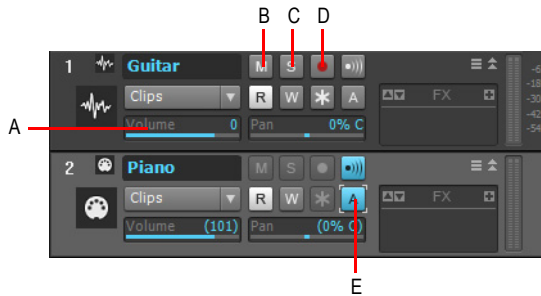 B C D
1 Guitar M S
Clips R W * A FX
-6
-18
-30
-42
-54
A Volume 0 Pan 0% C
2 Piano M S
Clips R W * A FX
Volume (101) Pan (0% C)
E